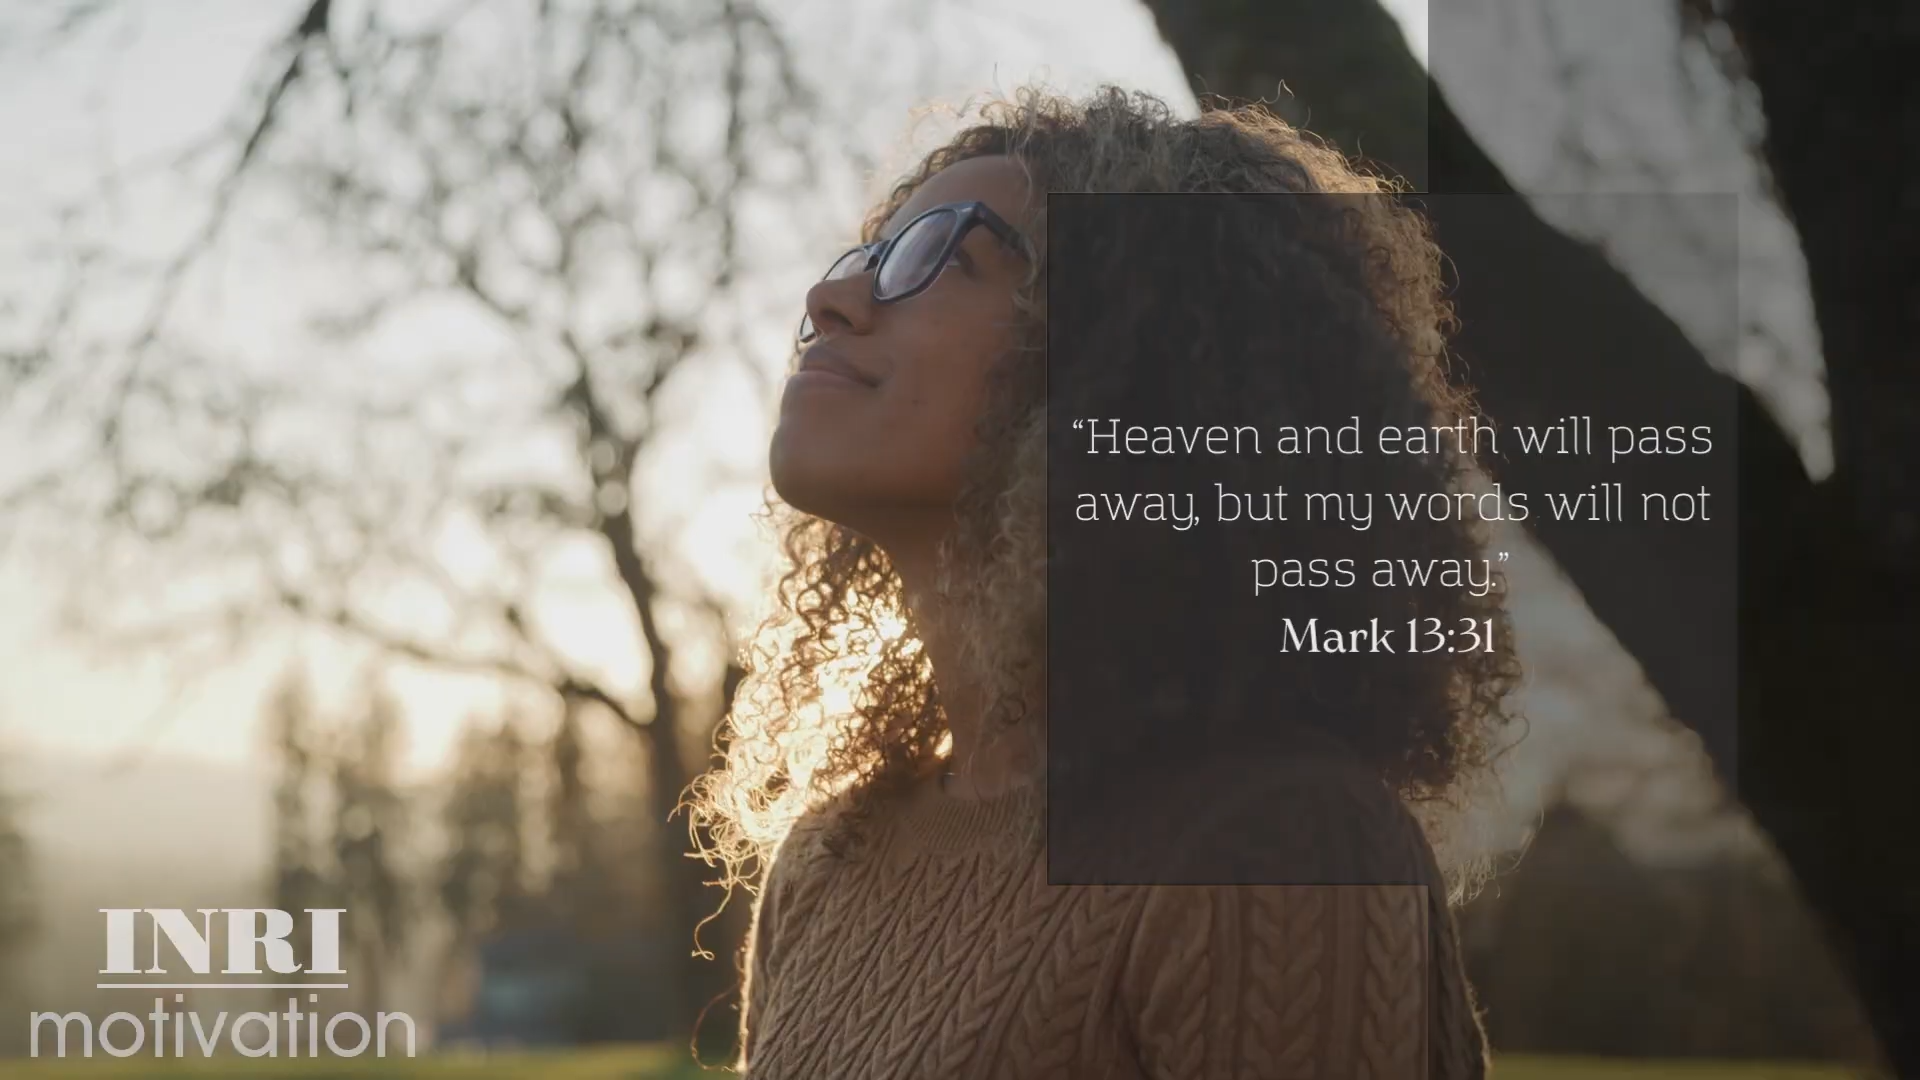 “Heaven and earth will pass
away, but my words will not
pass away.”
Mark 13:31
INRI
motivation